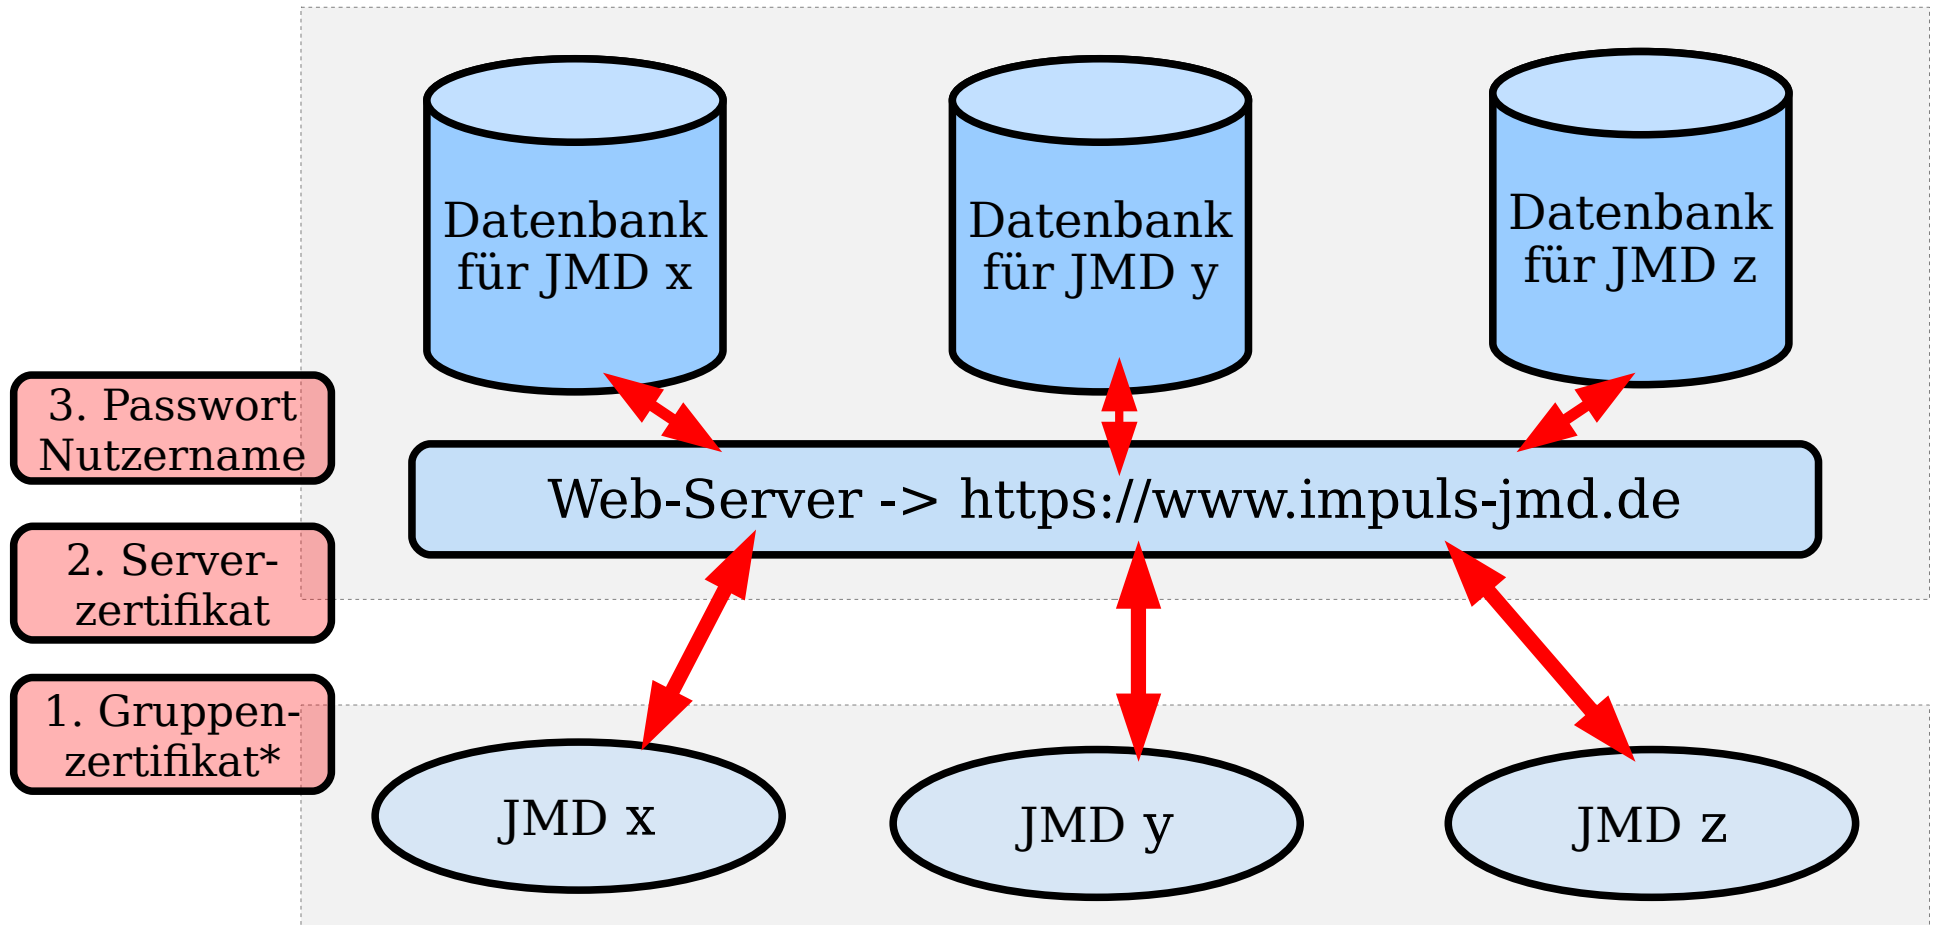 Datenbank
für JMD x
Datenbank
für JMD y
Datenbank
für JMD z
3. Passwort
Nutzername
Web-Server -> https://www.impuls-jmd.de
2. Server-
zertifikat
1. Gruppen-
zertifikat*
JMD x
JMD y
JMD z